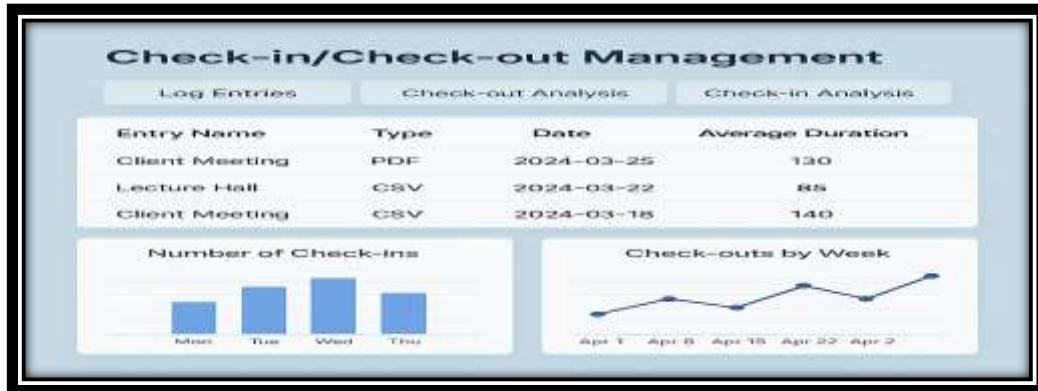 Check-in/Check-out Management
Log Entries Check-out Analysis Check-in Analysis
Entry Name Type Date Average Duration
Client Meeting PDF 2024-03-25 130
Lecture Hall CSV 2024-03-22 85
Client Meeting CSV 2024-03-18 140
Number of Check-ins
Mon Tue Wed Thu
Check-outs by Week
Apr 1 Apr 8 Apr 15 Apr 22 Apr 2